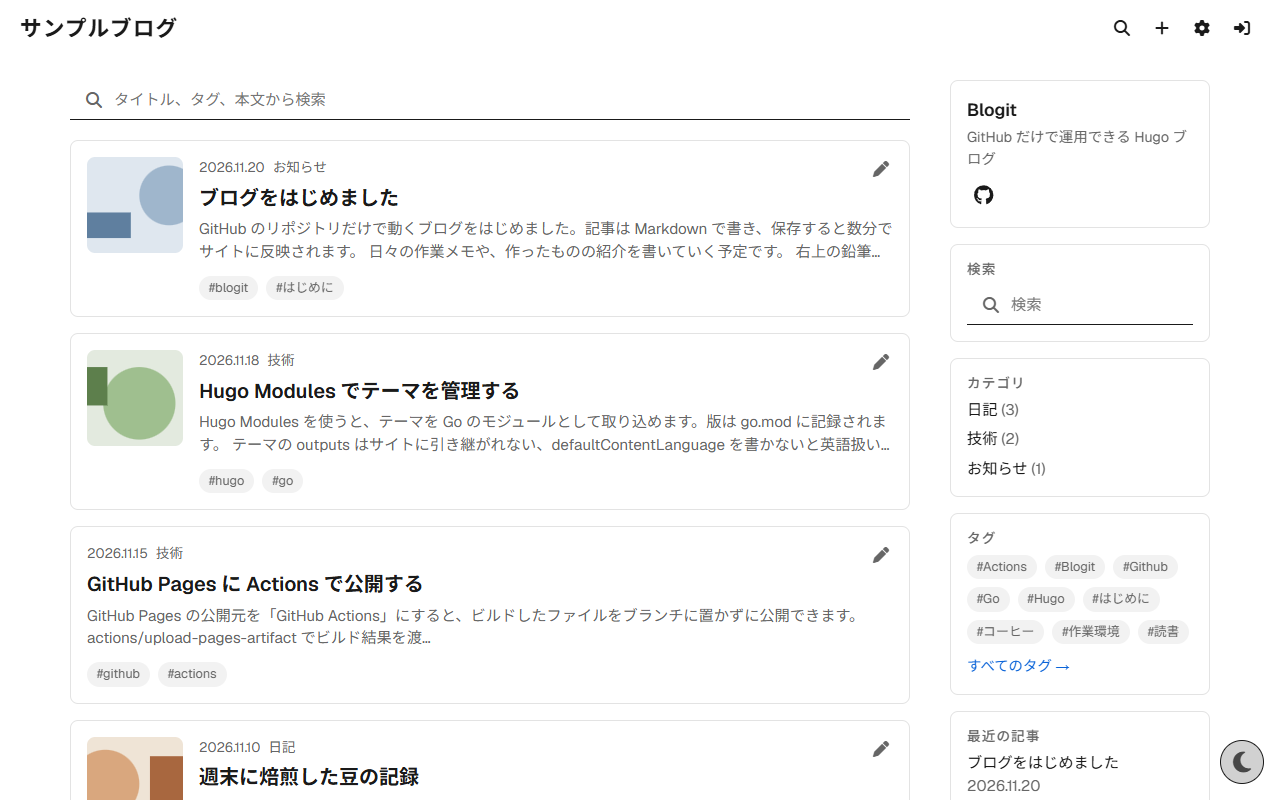 サンプルブログ
タイトル、タグ、本文から検索
2026.11.20 お知らせ
ブログをはじめました
GitHub のリポジトリだけで動くブログをはじめました。記事は Markdown で書き、保存すると数分で
サイトに反映されます。 日々の作業メモや、作ったものの紹介を書いていく予定です。 右上の鉛筆…
#blogit #はじめに
2026.11.18 技術
Hugo Modules でテーマを管理する
Hugo Modules を使うと、テーマを Go のモジュールとして取り込めます。版は go.mod に記録されま
す。 テーマの outputs はサイトに引き継がれない、defaultContentLanguage を書かないと英語扱い…
#hugo #go
2026.11.15 技術
GitHub Pages に Actions で公開する
GitHub Pages の公開元を「GitHub Actions」にすると、ビルドしたファイルをブランチに置かずに公開できます。
actions/upload-pages-artifact でビルド結果を渡…
#github #actions
2026.11.10 日記
週末に焙煎した豆の記録
Blogit
GitHub だけで運用できる Hugo ブ
ログ
検索
検索
カテゴリ
日記 (3)
技術 (2)
お知らせ (1)
タグ
#Actions #Blogit #Github
#Go #Hugo #はじめに
#コーヒー #作業環境 #読書
すべてのタグ →
最近の記事
ブログをはじめました
2026.11.20